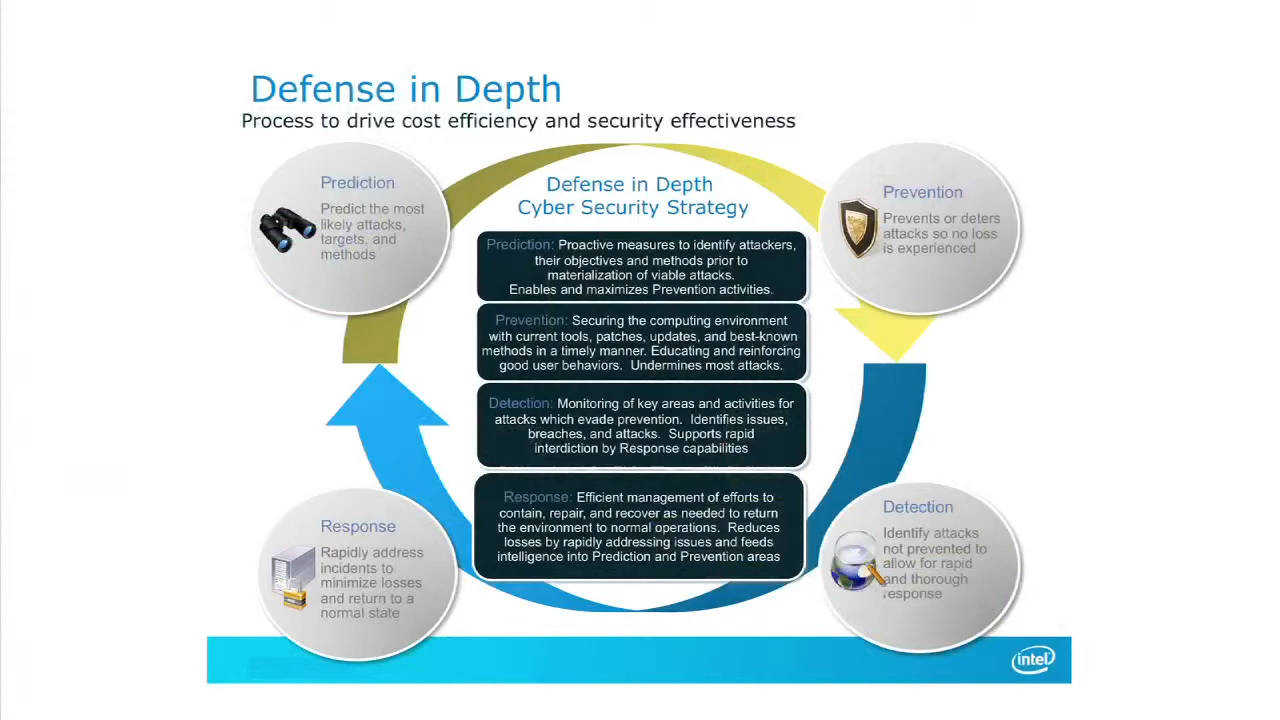 Defense in Depth
Process to drive cost efficiency and security effectiveness
Prediction
Predict the most
likely attacks,
targets, and
methods
Prevention
Prevents or deters
attacks so no loss
is experienced
Defense in Depth
Cyber Security Strategy
Prediction: Proactive measures to identify attackers,
their objectives and methods prior to
materialization of viable attacks.
Enables and maximizes Prevention activities.
Prevention: Securing the computing environment
with current tools, patches, updates, and best-known
methods in a timely manner. Educating and reinforcing
good user behaviors. Undermines most attacks.
Detection: Monitoring of key areas and activities for
attacks which evade prevention. Identifies issues,
breaches, and attacks. Supports rapid
interdiction by Response capabilities
Response: Efficient management of efforts to
contain, repair, and recover as needed to return
the environment to normal operations. Reduces
losses by rapidly addressing issues and feeds
intelligence into Prediction and Prevention areas
Response
Rapidly address
incidents to
minimize losses
and return to a
normal state
Detection
Identify attacks
not prevented to
allow for rapid
and thorough
response
intel